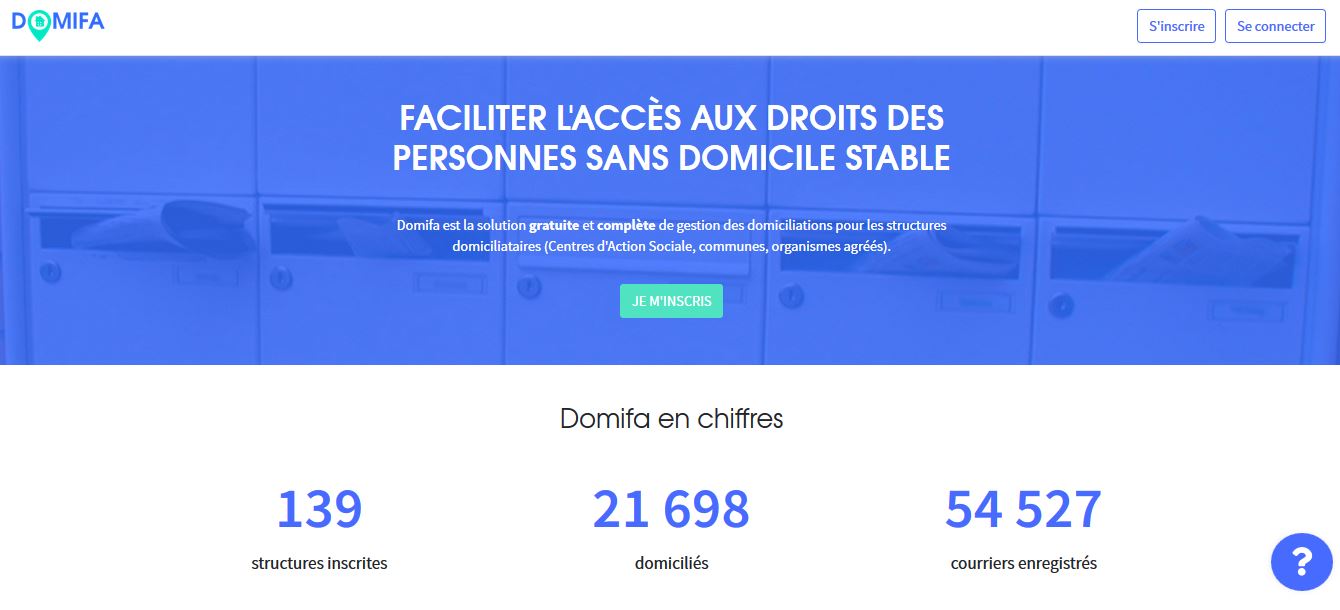 DOMIFA
S'inscrire
Se connecter
FACILITER L'ACCÈS AUX DROITS DES
PERSONNES SANS DOMICILE STABLE
Domifa est la solution gratuite et complète de gestion des domiciliations pour les structures
domiciliataires (Centres d'Action Sociale, communes, organismes agréés).
JE M'INSCRIS
Domifa en chiffres
139
21 698
54 527
structures inscrites
domiciliés
courriers enregistrés
?